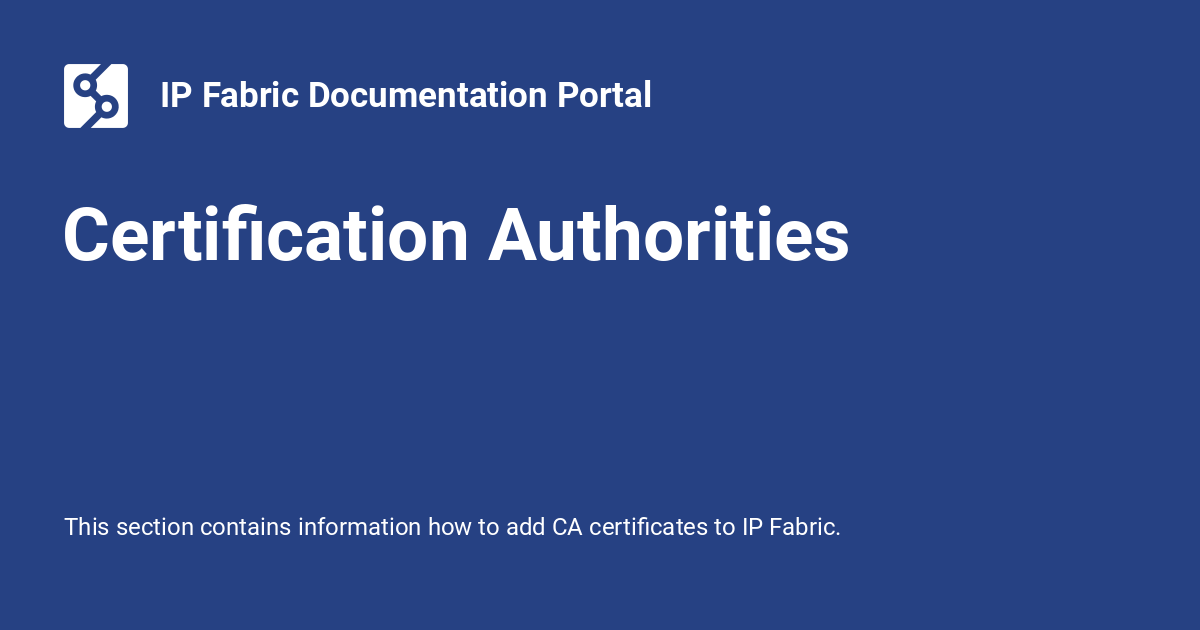 IP Fabric Documentation Portal
Certification Authorities
This section contains information how to add CA certificates to IP Fabric.